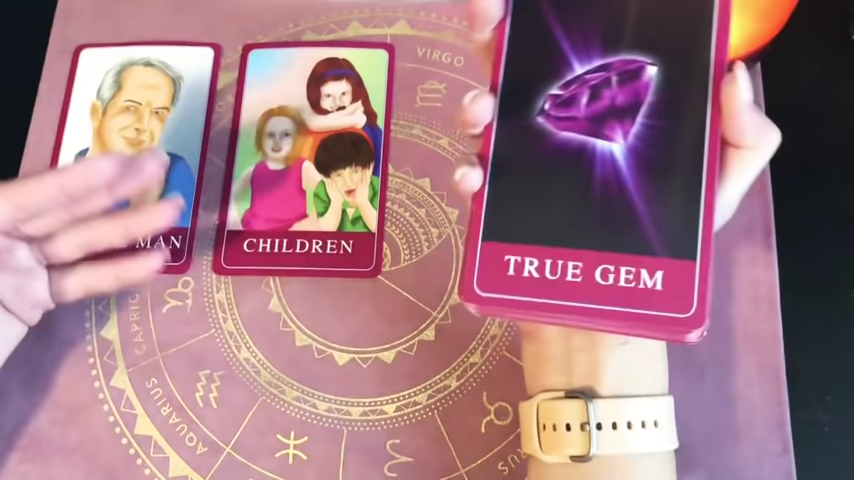 VIRGO
MAN
CHILDREN
TRUE GEM
CAPRIC
AQUARIUS